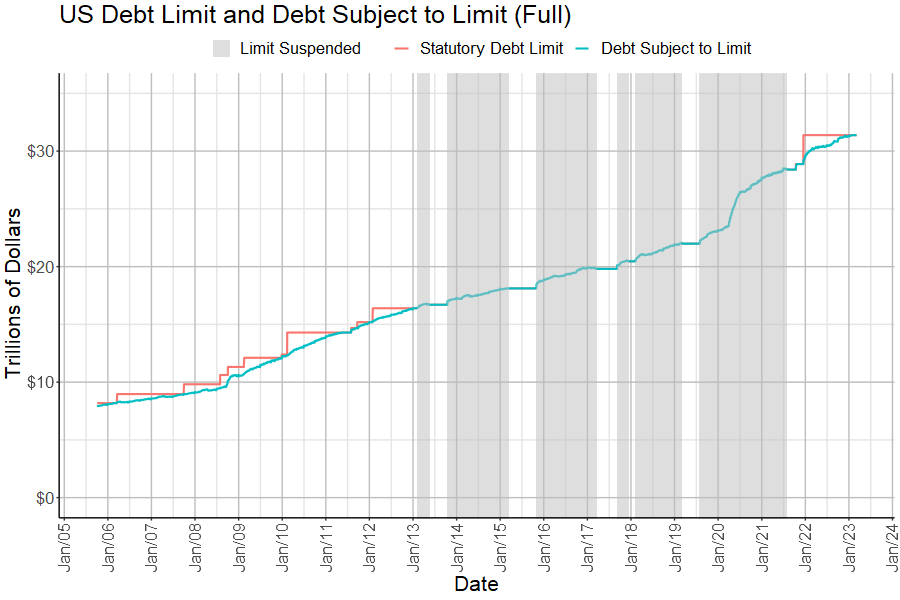 US Debt Limit and Debt Subject to Limit (Full)
Limit Suspended Statutory Debt Limit Debt Subject to Limit
Trillions of Dollars
$30
$20
$10
$0
Jan/05 Jan/06 Jan/07 Jan/08 Jan/09 Jan/10 Jan/11 Jan/12 Jan/13 Jan/14 Jan/15 Jan/16 Jan/17 Jan/18 Jan/19 Jan/20 Jan/21 Jan/22 Jan/23 Jan/24
Date